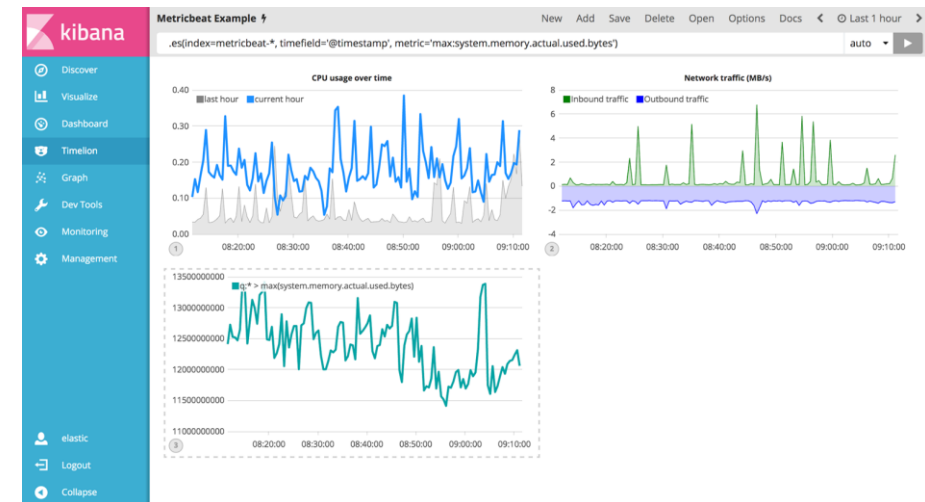 kibana
Discover
Visualize
Dashboard
Timelion
Graph
Dev Tools
Monitoring
Management
elastic
Logout
Collapse
Metricbeat Example
New Add Save Delete Open Options Docs Last 1 hour
.es(index=metricbeat-*, timefield='@timestamp', metric='max:system.memory.actual.used.bytes')
auto
CPU usage over time
last hour current hour
0.40
0.30
0.20
0.10
0.00
08:20:00 08:30:00 08:40:00 08:50:00 09:00:00 09:10:00
1
Network traffic (MB/s)
Inbound traffic Outbound traffic
8
6
4
2
0
-2
-4
08:20:00 08:30:00 08:40:00 08:50:00 09:00:00 09:10:00
2
q:* > max(system.memory.actual.used.bytes)
13500000000
13000000000
12500000000
12000000000
11500000000
11000000000
08:20:00 08:30:00 08:40:00 08:50:00 09:00:00 09:10:00
3